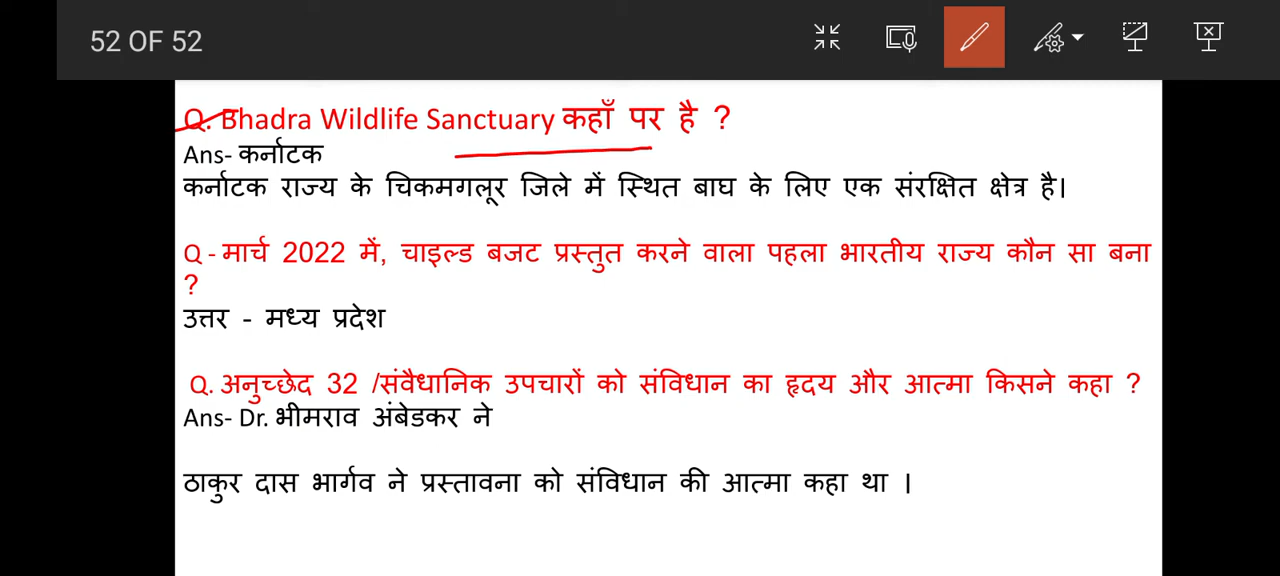 52 OF 52
Q. Bhadra Wildlife Sanctuary कहाँ पर है ?
Ans- कर्नाटक
कर्नाटक राज्य के चिकमगलूर जिले में स्थित बाघ के लिए एक संरक्षित क्षेत्र है।
Q - मार्च 2022 में, चाइल्ड बजट प्रस्तुत करने वाला पहला भारतीय राज्य कौन सा बना
?
उत्तर - मध्य प्रदेश
Q. अनुच्छेद 32 /संवैधानिक उपचारों को संविधान का हृदय और आत्मा किसने कहा ?
Ans- Dr. भीमराव अंबेडकर ने
ठाकुर दास भार्गव ने प्रस्तावना को संविधान की आत्मा कहा था ।